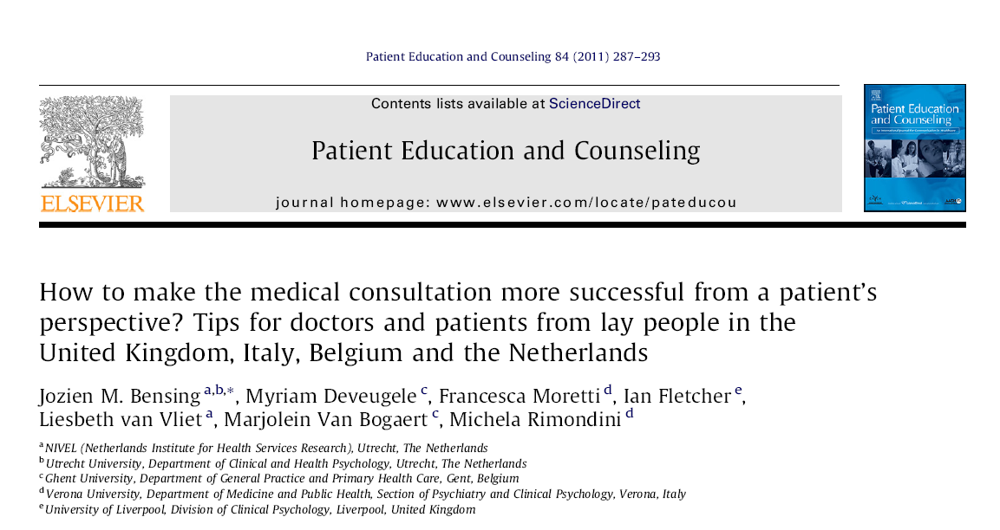 Patient Education and Counseling 84 (2011) 287–293
Contents lists available at ScienceDirect
Patient Education and Counseling
journal homepage: www.elsevier.com/locate/pateducou
ELSEVIER
Patient Education
and Counseling
How to make the medical consultation more successful from a patient's
perspective? Tips for doctors and patients from lay people in the
United Kingdom, Italy, Belgium and the Netherlands
Jozien M. Bensing a,b,*, Myriam Deveugele c, Francesca Moretti d, Ian Fletcher e,
Liesbeth van Vliet a, Marjolein Van Bogaert c, Michela Rimondini d
a NIVEL (Netherlands Institute for Health Services Research), Utrecht, The Netherlands
b Utrecht University, Department of Clinical and Health Psychology, Utrecht, The Netherlands
c Ghent University, Department of General Practice and Primary Health Care, Gent, Belgium
d Verona University, Department of Medicine and Public Health, Section of Psychiatry and Clinical Psychology, Verona, Italy
e University of Liverpool, Division of Clinical Psychology, Liverpool, United Kingdom